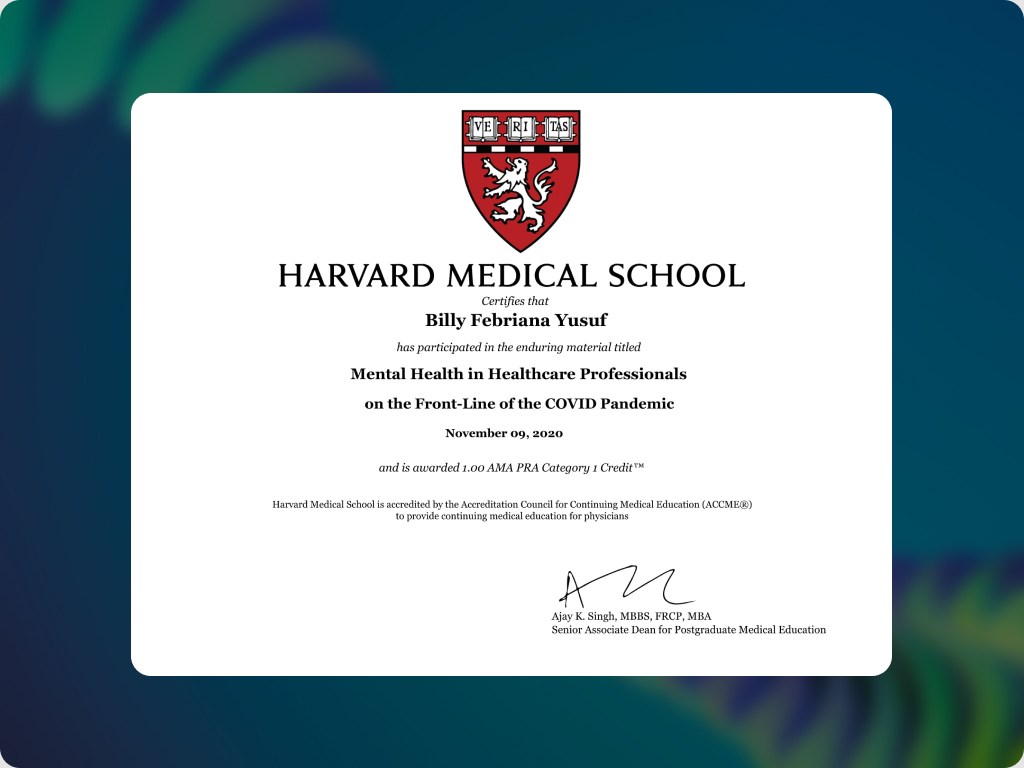 VE RI TAS
HARVARD MEDICAL SCHOOL
Certifies that
Billy Febriana Yusuf
has participated in the enduring material titled
Mental Health in Healthcare Professionals
on the Front-Line of the COVID Pandemic
November 09, 2020
and is awarded 1.00 AMA PRA Category 1 Credit™
Harvard Medical School is accredited by the Accreditation Council for Continuing Medical Education (ACCME®)
to provide continuing medical education for physicians
Ajay K. Singh, MBBS, FRCP, MBA
Senior Associate Dean for Postgraduate Medical Education